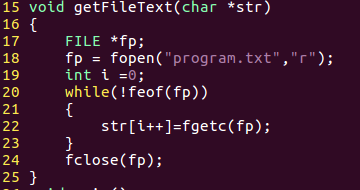 15 void getFileText(char *str)
16 {
17     FILE *fp;
18     fp = fopen("program.txt","r");
19     int i =0;
20     while(!feof(fp))
21     {
22         str[i++]=fgetc(fp);
23     }
24     fclose(fp);
25 }